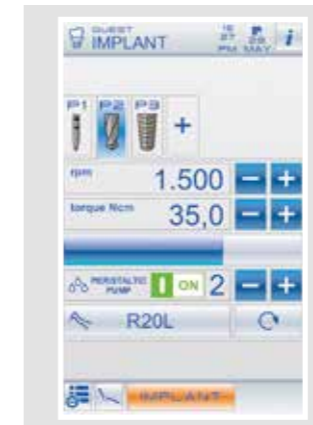 GUEST
IMPLANT
PM
MAY
i
P1 P2 P3 +
rpm 1.500 - +
torque Ncm 35,0 - +
PERISTALTIC PUMP ON 2 - +
R20L
IMPLANT